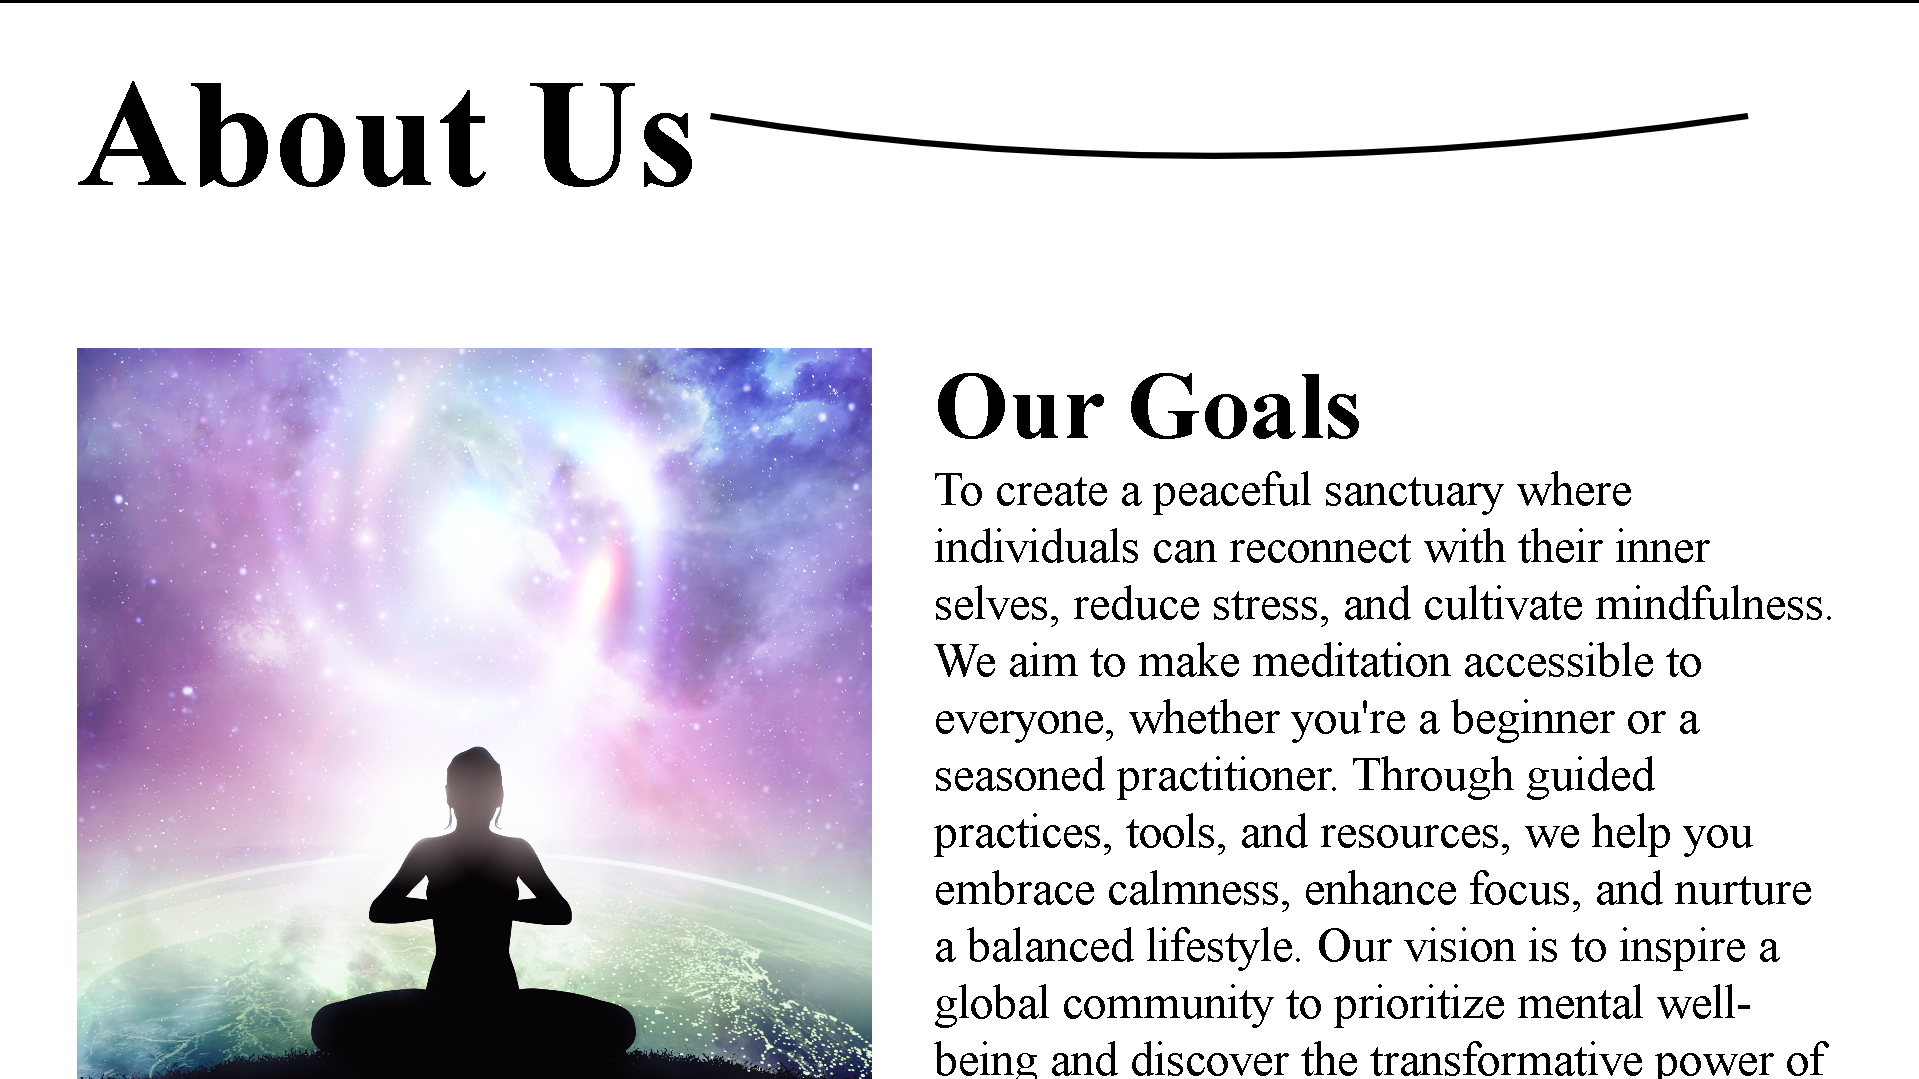 About Us
Our Goals
To create a peaceful sanctuary where
individuals can reconnect with their inner
selves, reduce stress, and cultivate mindfulness.
We aim to make meditation accessible to
everyone, whether you're a beginner or a
seasoned practitioner. Through guided
practices, tools, and resources, we help you
embrace calmness, enhance focus, and nurture
a balanced lifestyle. Our vision is to inspire a
global community to prioritize mental well-
being and discover the transformative power of